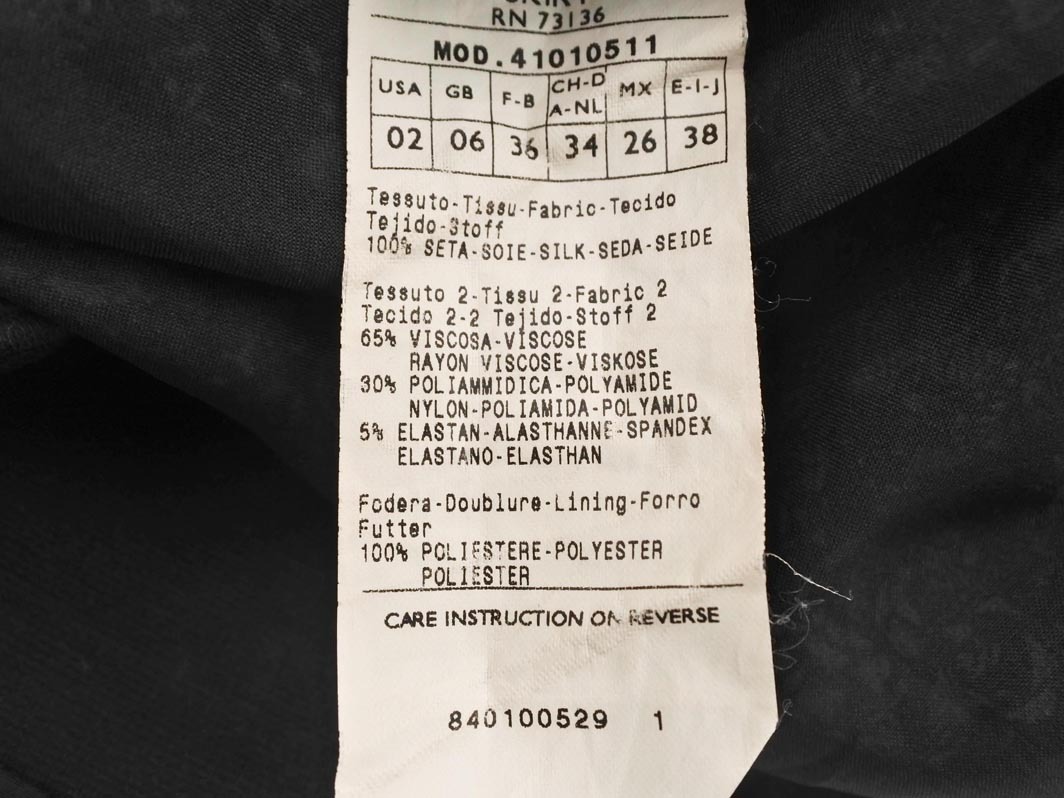 RN 73136
MOD. 41010511
USA GB F-B CH-D A-NL MX E-I-J
02 06 36 34 26 38
Tessuto-Tissu-Fabric-Tecido
Tejido-Stoff
100% SETA-SOIE-SILK-SEDA-SEIDE
Tessuto 2-Tissu 2-Fabric 2
Tecido 2-2 Tejido-Stoff 2
65% VISCOSA-VISCOSE
RAYON VISCOSE-VISKOSE
30% POLIAMMIDICA-POLYAMIDE
NYLON-POLIAMIDA-POLYAMID
5% ELASTAN-ALASTHANNE-SPANDEX
ELASTANO-ELASTHAN
Fodera-Doublure-Lining-Forro
Futter
100% POLIESTERE-POLYESTER
POLIESTER
CARE INSTRUCTION ON REVERSE
840100529 1